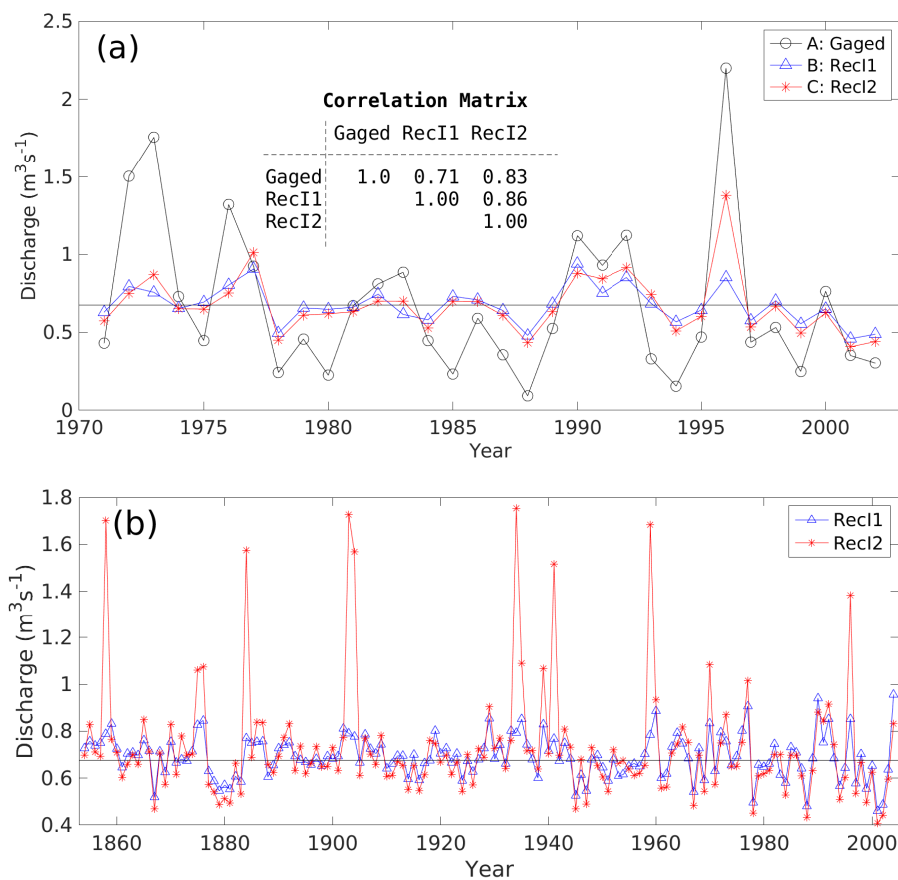 (a)
2.5
2
1.5
1
0.5
0
Discharge (m³s⁻¹)
A: Gaged
B: RecI1
C: RecI2
Correlation Matrix
Gaged RecI1 RecI2
Gaged 1.0 0.71 0.83
RecI1 1.00 0.86
RecI2 1.00
1970 1975 1980 1985 1990 1995 2000
Year
(b)
1.8
1.6
1.4
1.2
1
0.8
0.6
0.4
Discharge (m³s⁻¹)
RecI1
RecI2
1860 1880 1900 1920 1940 1960 1980 2000
Year